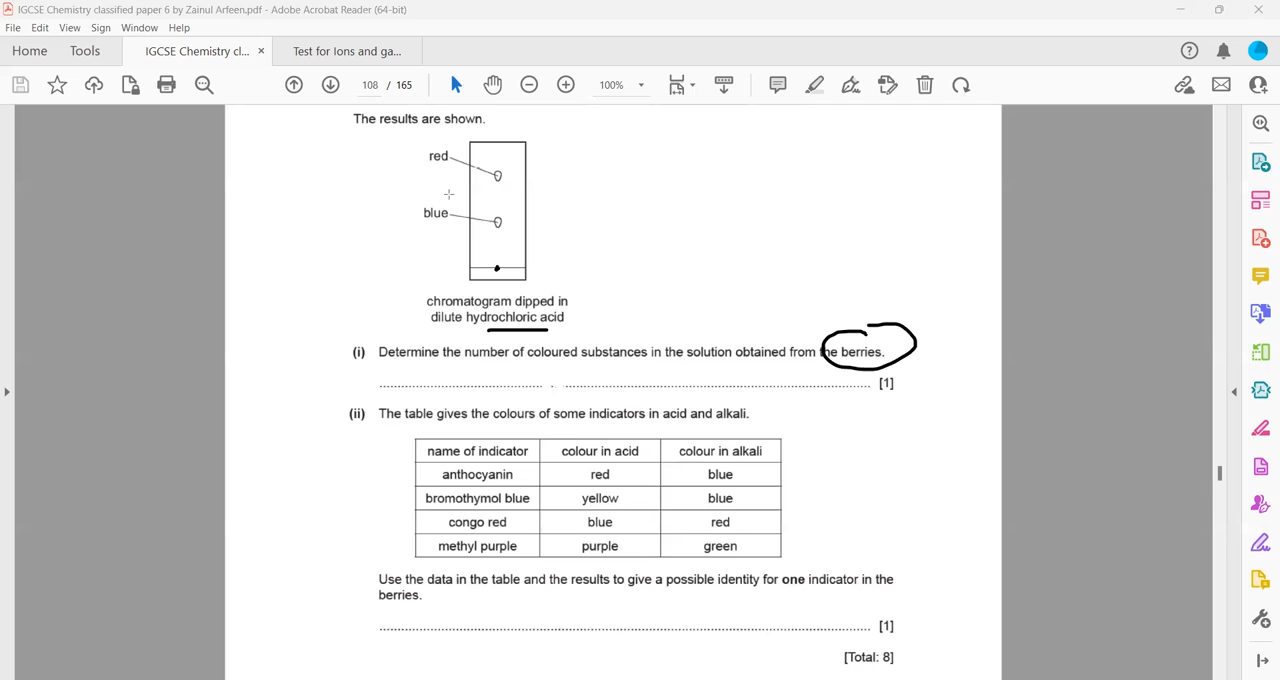 IGCSE Chemistry classified paper 6 by Zainul Arfeen.pdf - Adobe Acrobat Reader (64-bit)
File Edit View Sign Window Help
Home Tools IGCSE Chemistry cl... × Test for Ions and ga...
108 / 165 100%
The results are shown.
red
blue
chromatogram dipped in
dilute hydrochloric acid
(i) Determine the number of coloured substances in the solution obtained from the berries.
[1]
(ii) The table gives the colours of some indicators in acid and alkali.
name of indicator colour in acid colour in alkali
anthocyanin red blue
bromothymol blue yellow blue
congo red blue red
methyl purple purple green
Use the data in the table and the results to give a possible identity for one indicator in the
berries.
[1]
[Total: 8]